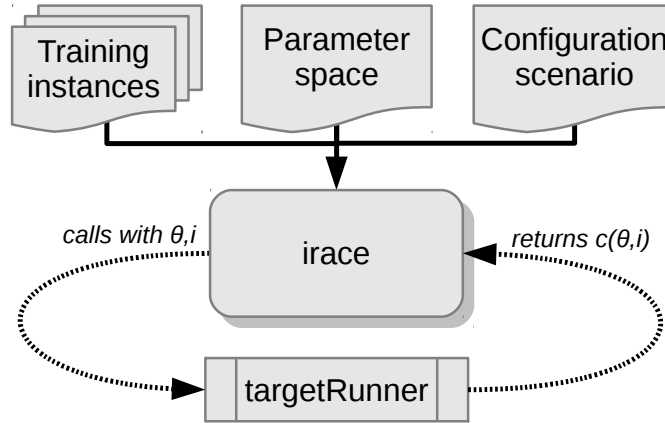 Training
instances
Parameter
space
Configuration
scenario
calls with θ,i
irace
returns c(θ,i)
targetRunner